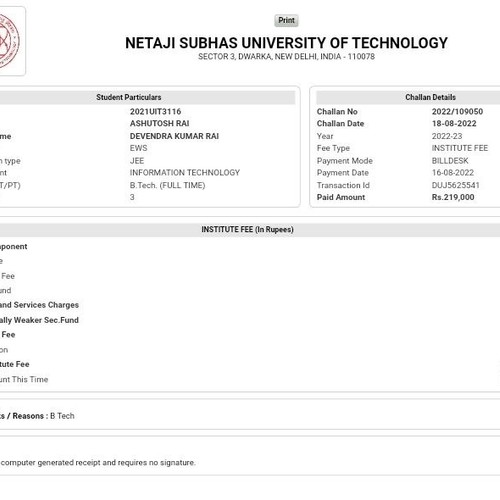 Print
NETAJI SUBHAS UNIVERSITY OF TECHNOLOGY
SECTOR 3, DWARKA, NEW DELHI, INDIA - 110078
Student Particulars
2021UIT3116
ASHUTOSH RAI
me DEVENDRA KUMAR RAI
EWS
n type JEE
nt INFORMATION TECHNOLOGY
T/PT) B.Tech. (FULL TIME)
3
Challan Details
Challan No 2022/109050
Challan Date 18-08-2022
Year 2022-23
Fee Type INSTITUTE FEE
Payment Mode BILLDESK
Payment Date 16-08-2022
Transaction Id DUJ5625541
Paid Amount Rs.219,000
INSTITUTE FEE (In Rupees)
ponent
e
Fee
und
and Services Charges
ally Weaker Sec.Fund
Fee
on
tute Fee
unt This Time
s / Reasons : B Tech
computer generated receipt and requires no signature.